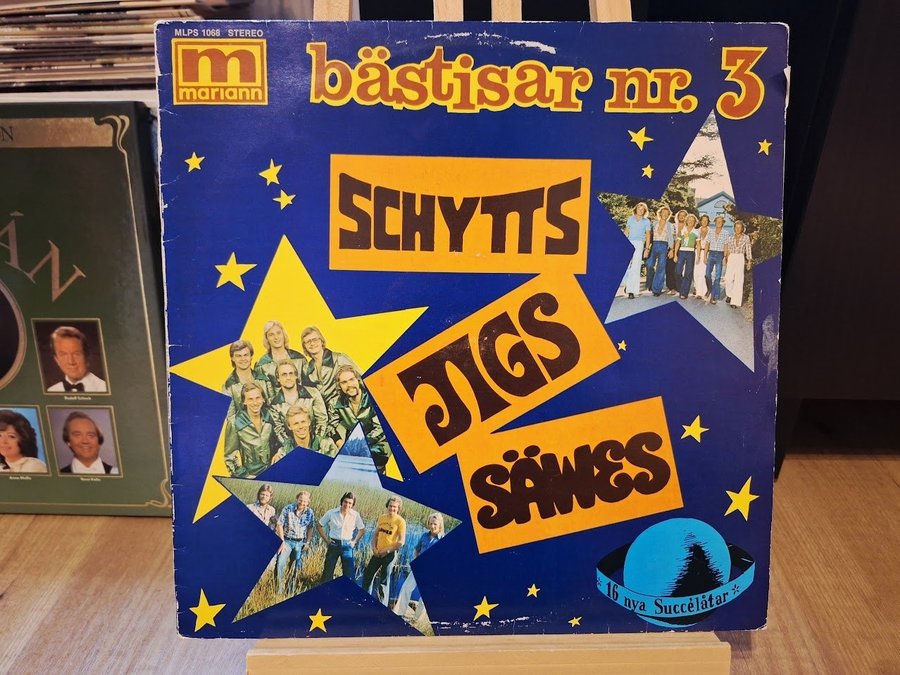 MLPS 1068 STEREO
m
mariann
bästisar nr. 3
SCHYTTS
JIGS
SÄWES
16 nya Succélåtar